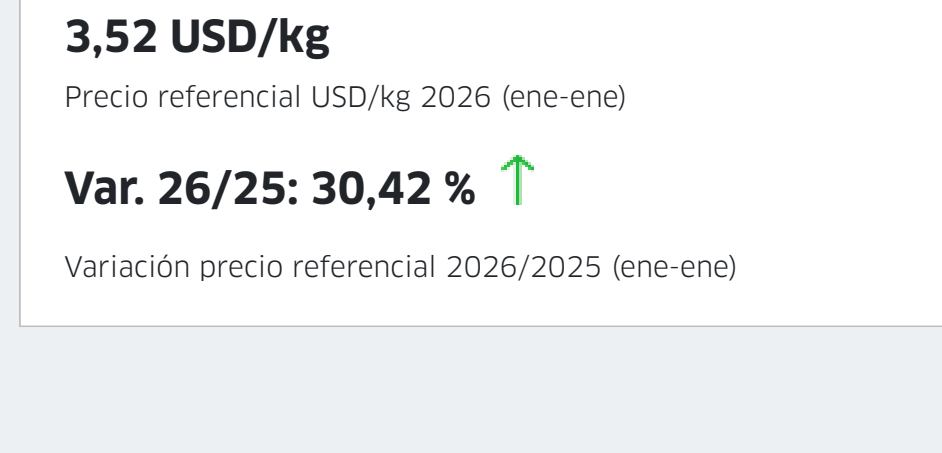 3,52 USD/kg
Precio referencial USD/kg 2026 (ene-ene)
Var. 26/25: 30,42 %
Variación precio referencial 2026/2025 (ene-ene)